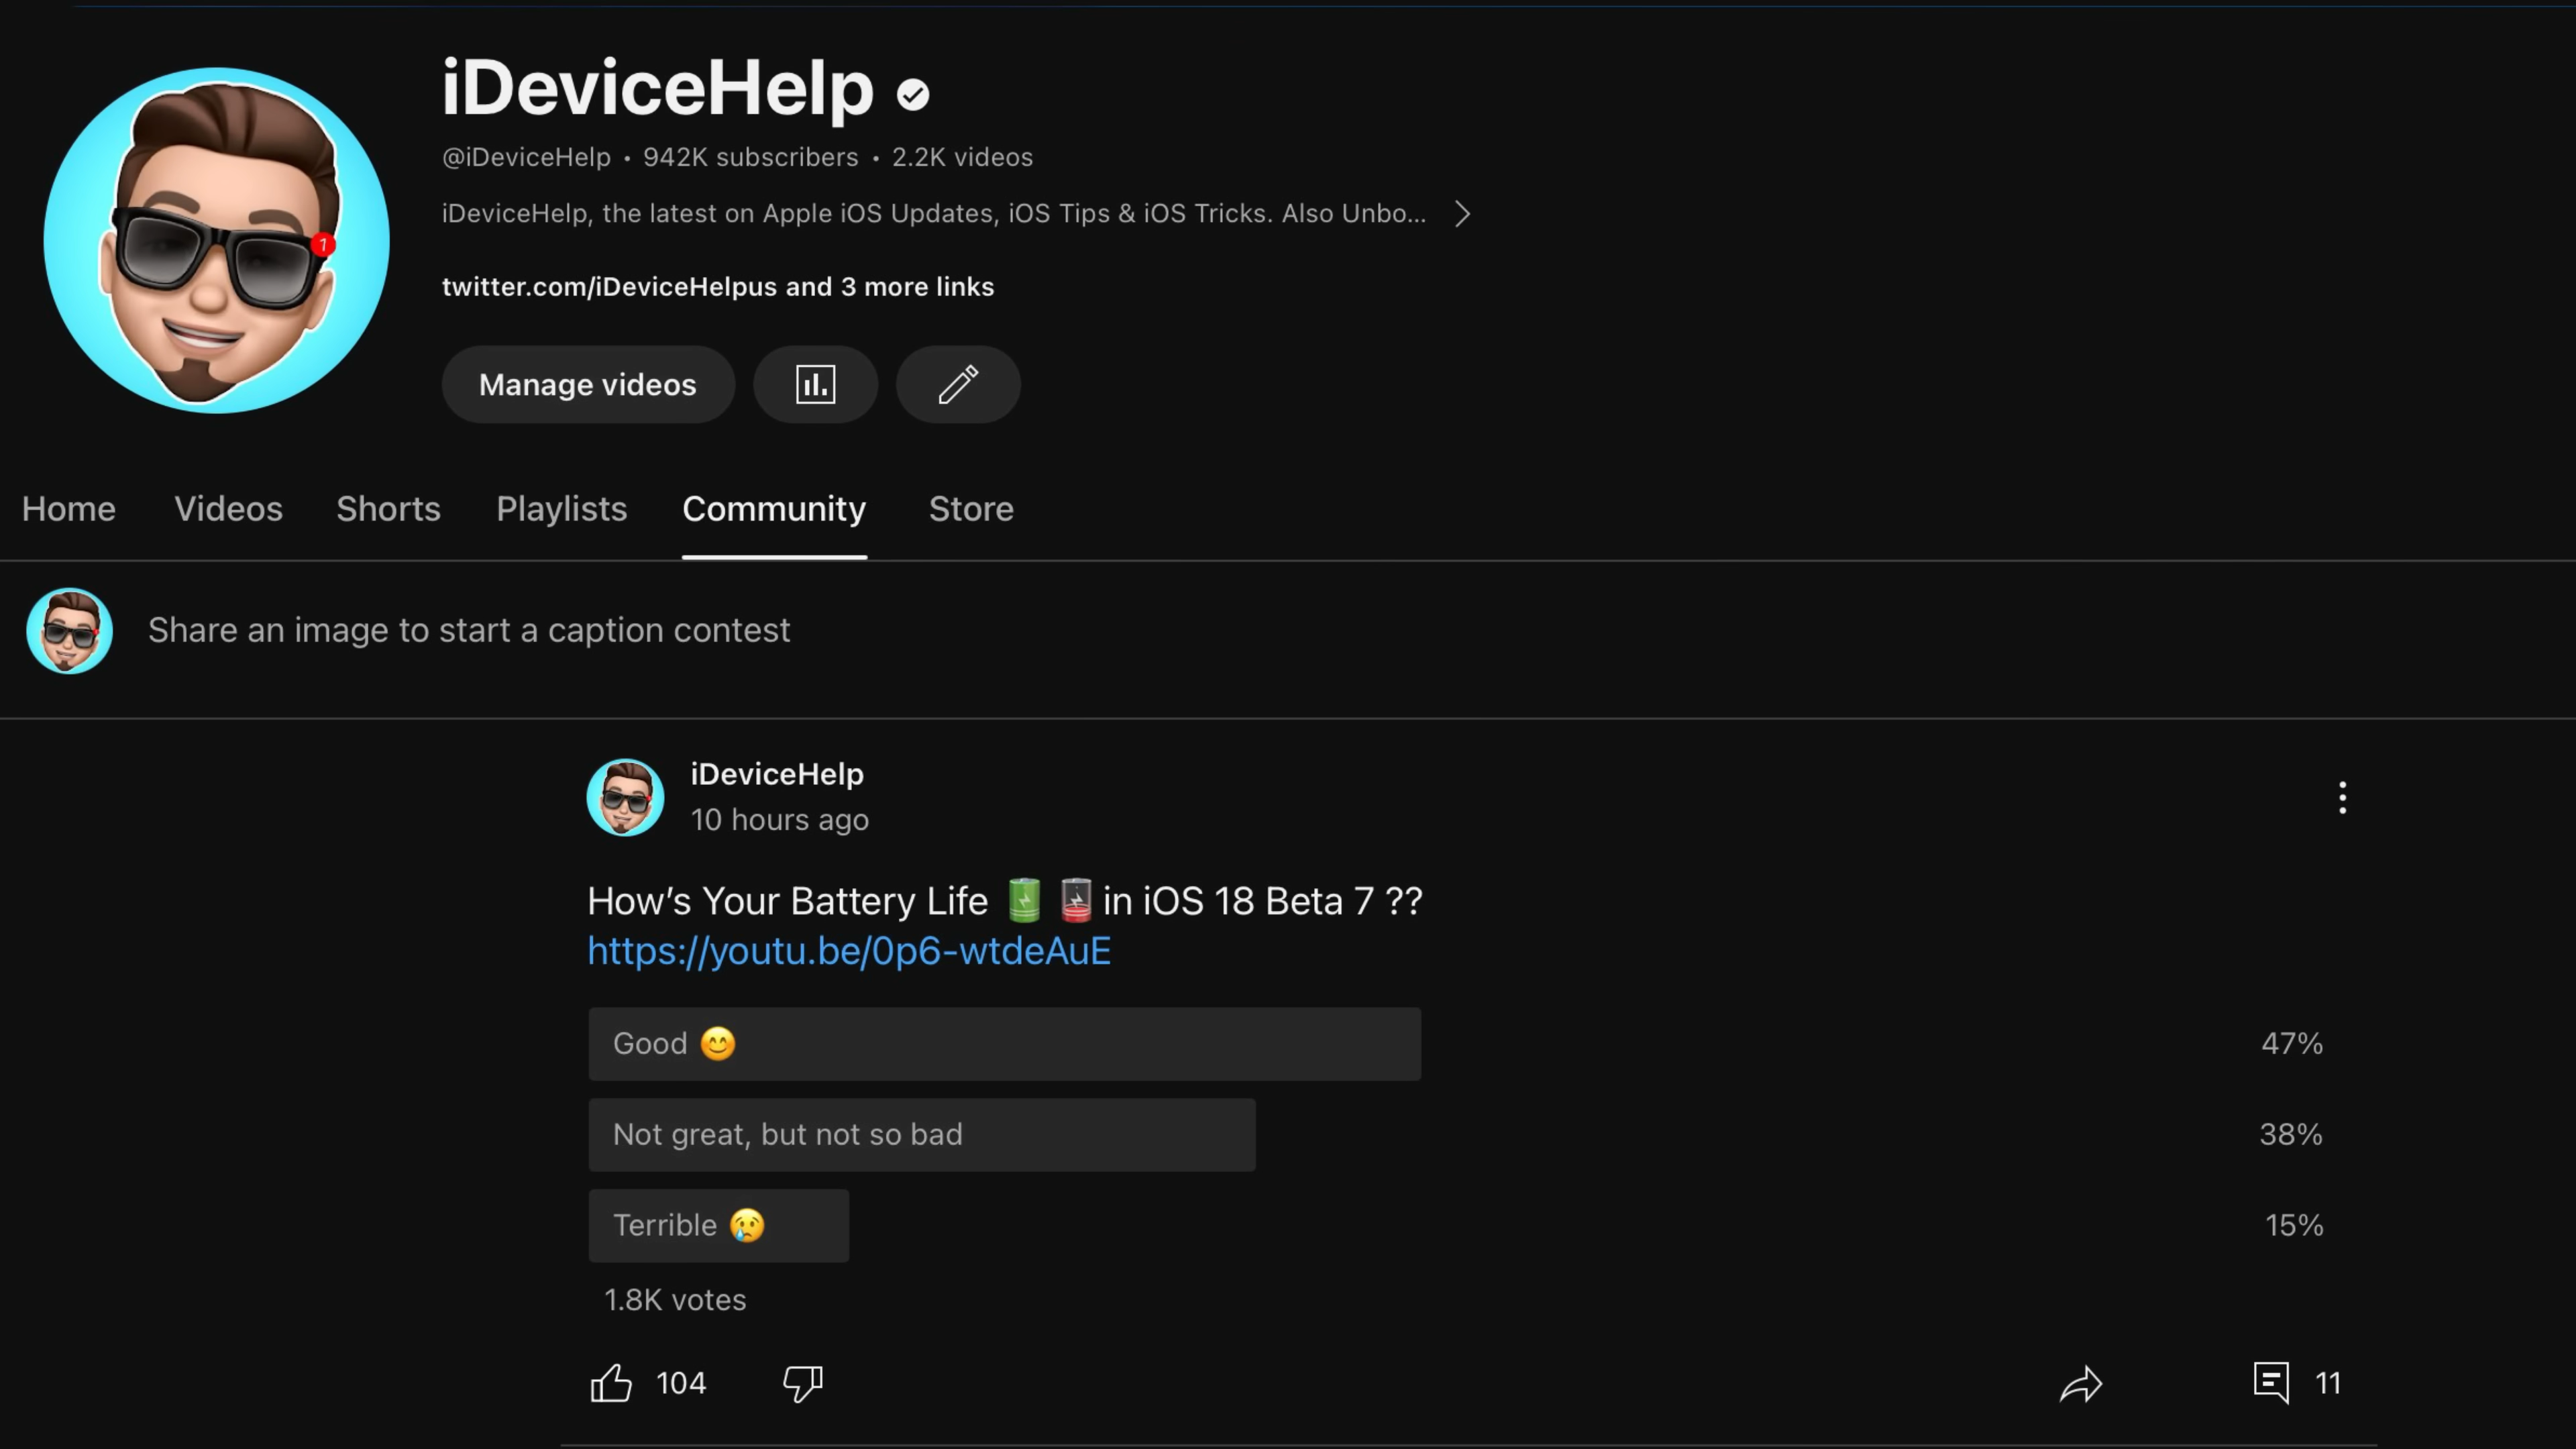 iDeviceHelp
@iDeviceHelp • 942K subscribers • 2.2K videos
iDeviceHelp, the latest on Apple iOS Updates, iOS Tips & iOS Tricks. Also Unbo...
twitter.com/iDeviceHelpus and 3 more links
Manage videos
Home Videos Shorts Playlists Community Store
Share an image to start a caption contest
iDeviceHelp
10 hours ago
How’s Your Battery Life 🔋 🪫 in iOS 18 Beta 7 ??
https://youtu.be/0p6-wtdeAuE
Good 😊 47%
Not great, but not so bad 38%
Terrible 😢 15%
1.8K votes
104 11